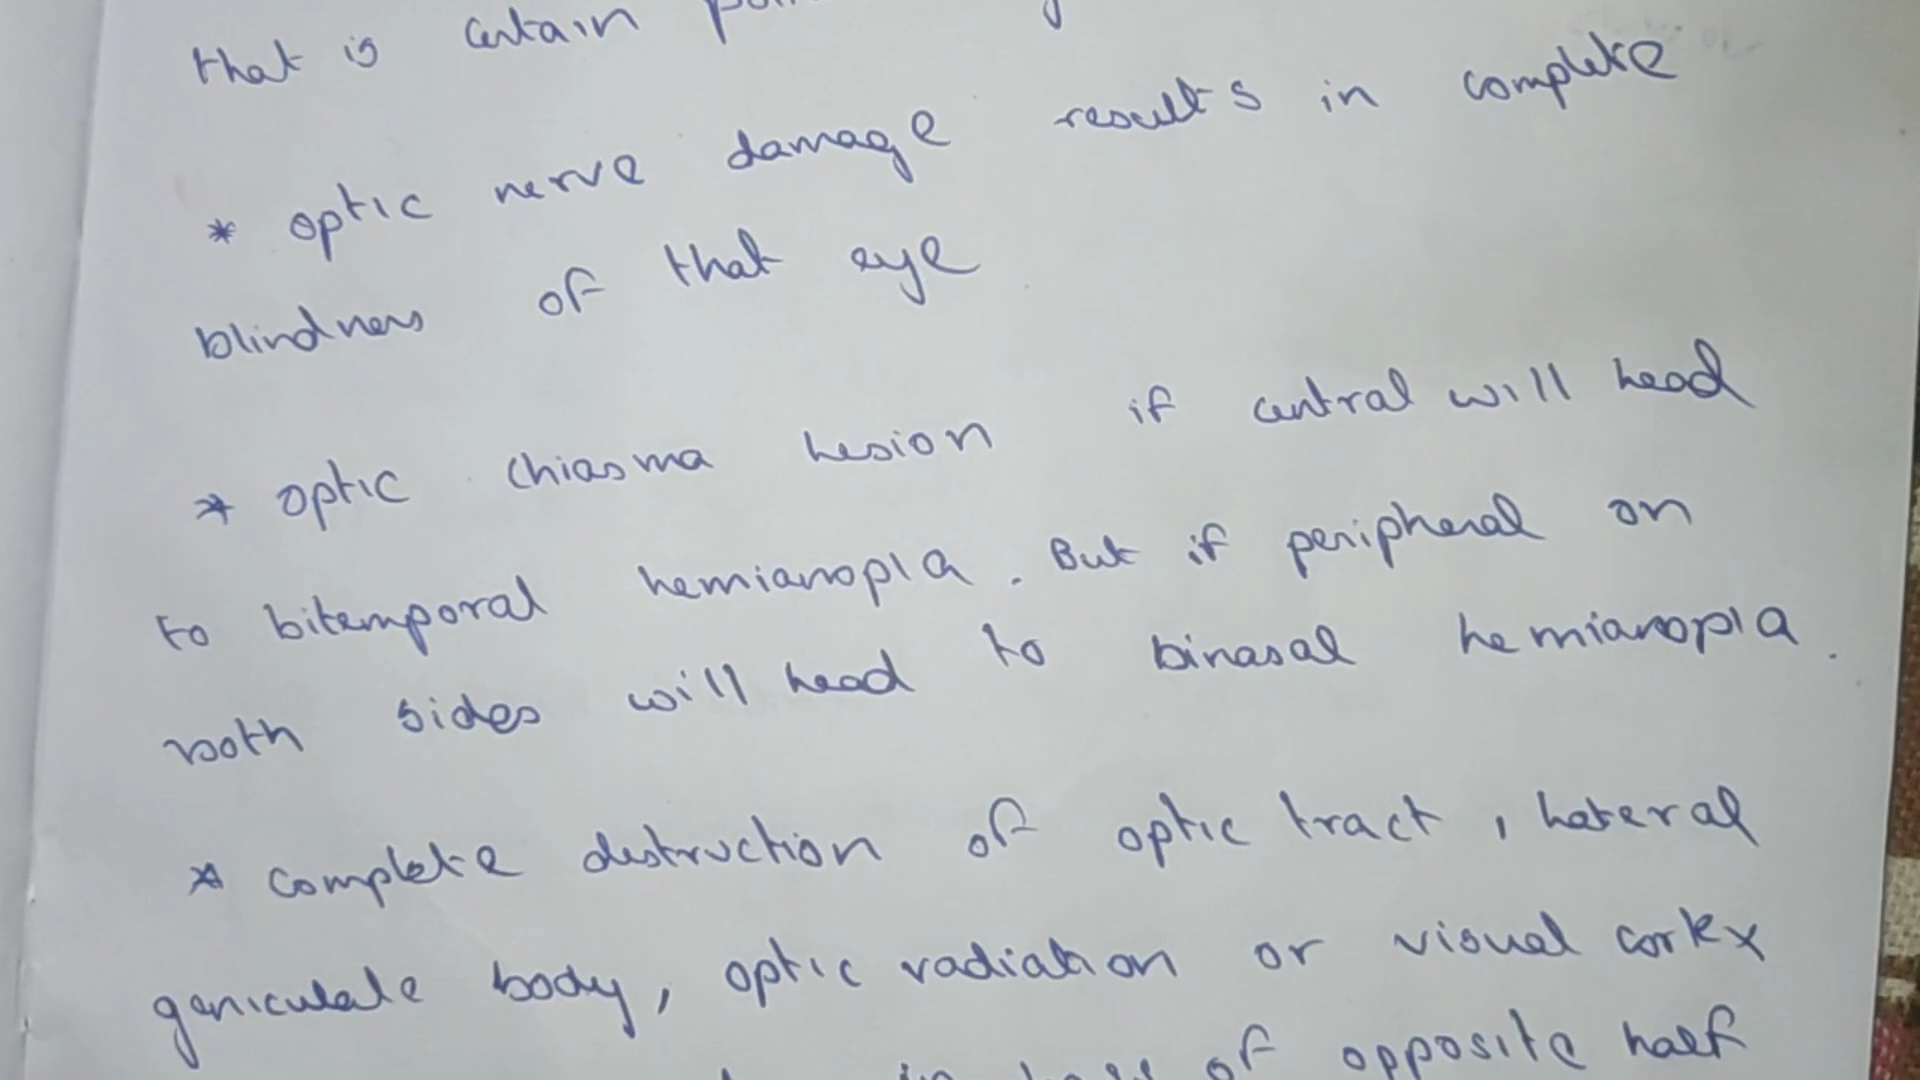 that is certain
* optic nerve damage results in complete
blindness of that eye
* optic chiasma lesion if central will lead
to bitemporal hemianopia. But if peripheral on
both sides will lead to binasal hemianopia.
* complete destruction of optic tract, lateral
geniculate body, optic radiation or visual cortex
in loss of opposite half